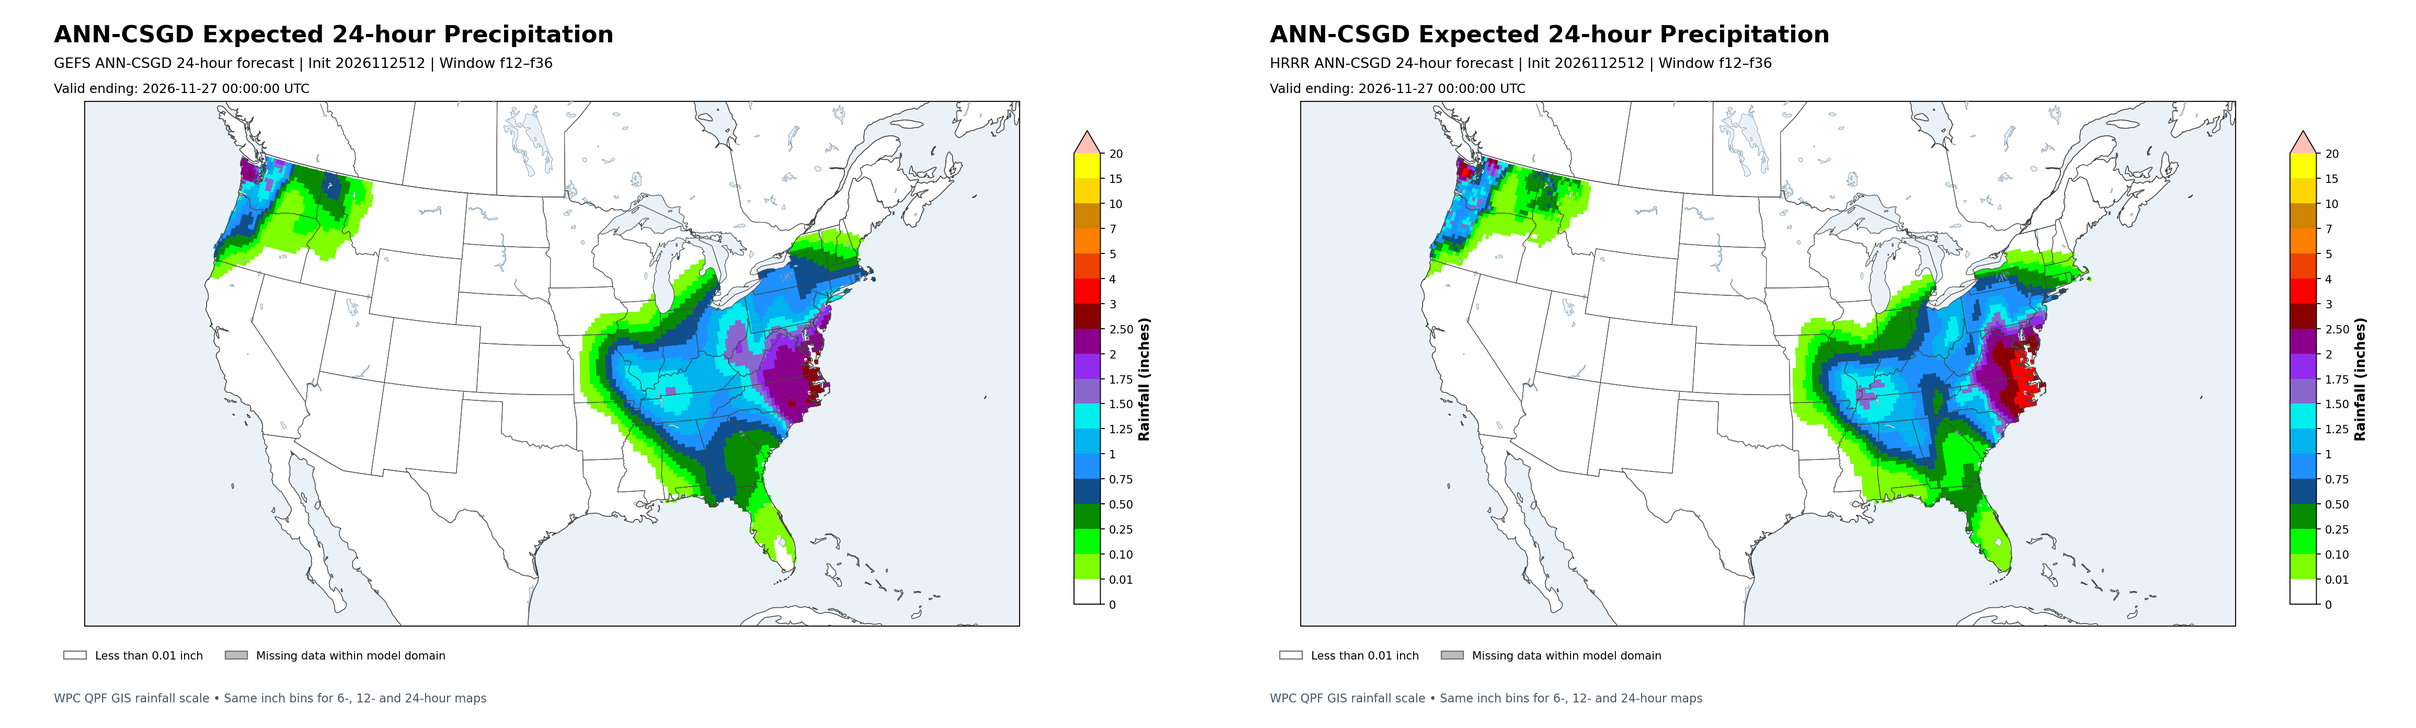 ANN-CSGD Expected 24-hour Precipitation
GEFS ANN-CSGD 24-hour forecast | Init 2026112512 | Window f12–f36
Valid ending: 2026-11-27 00:00:00 UTC
20
15
10
7
5
4
3
2.50
2
1.75
1.50
1.25
1
0.75
0.50
0.25
0.10
0.01
0
Rainfall (inches)
Less than 0.01 inch
Missing data within model domain
WPC QPF GIS rainfall scale • Same inch bins for 6-, 12- and 24-hour maps
ANN-CSGD Expected 24-hour Precipitation
HRRR ANN-CSGD 24-hour forecast | Init 2026112512 | Window f12–f36
Valid ending: 2026-11-27 00:00:00 UTC
20
15
10
7
5
4
3
2.50
2
1.75
1.50
1.25
1
0.75
0.50
0.25
0.10
0.01
0
Rainfall (inches)
Less than 0.01 inch
Missing data within model domain
WPC QPF GIS rainfall scale • Same inch bins for 6-, 12- and 24-hour maps